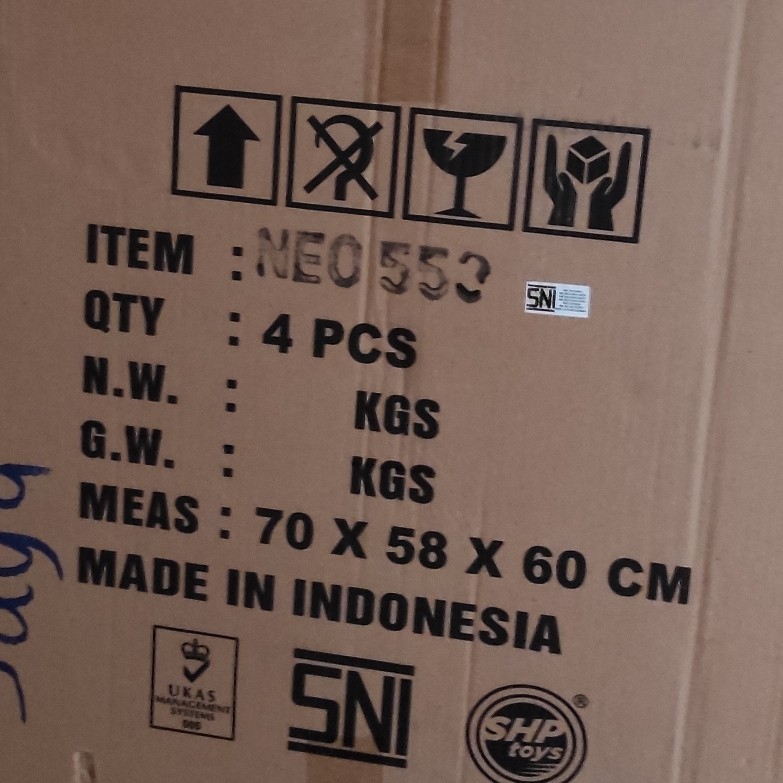 ITEM : NEO 553
QTY : 4 PCS
N.W. : KGS
G.W. : KGS
MEAS : 70 X 58 X 60 CM
MADE IN INDONESIA
SNI
UKAS
MANAGEMENT
SYSTEMS
SNI
SHP
toys
®